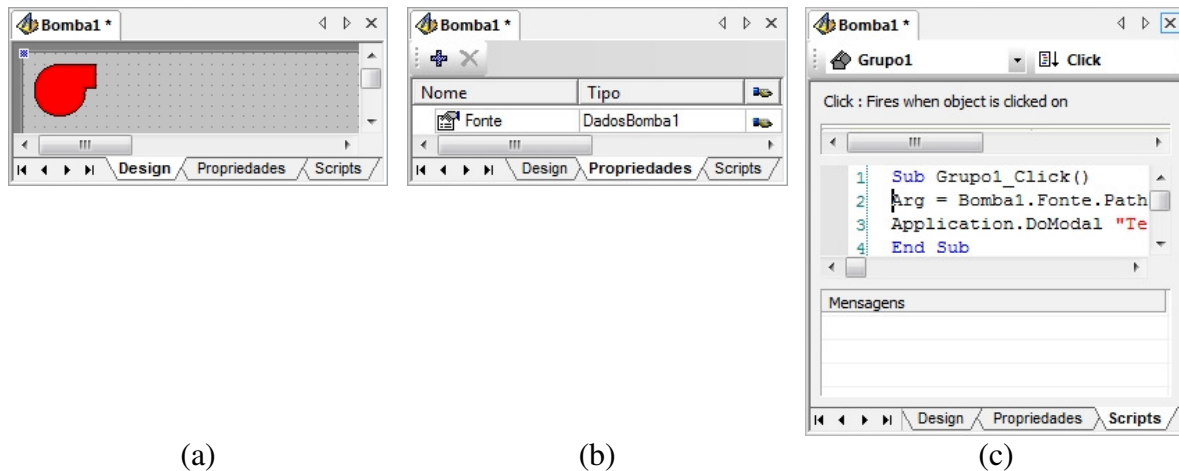 Bomba1 *
Design
Propriedades
Scripts
(a)
Bomba1 *
Nome
Tipo
Fonte
DadosBomba1
Design
Propriedades
Scripts
(b)
Bomba1 *
Grupo1
Click
Click : Fires when object is clicked on
1 Sub Grupo1_Click()
2 Arg = Bomba1.Fonte.Path
3 Application.DoModal "Te
4 End Sub
Mensagens
Design
Propriedades
Scripts
(c)